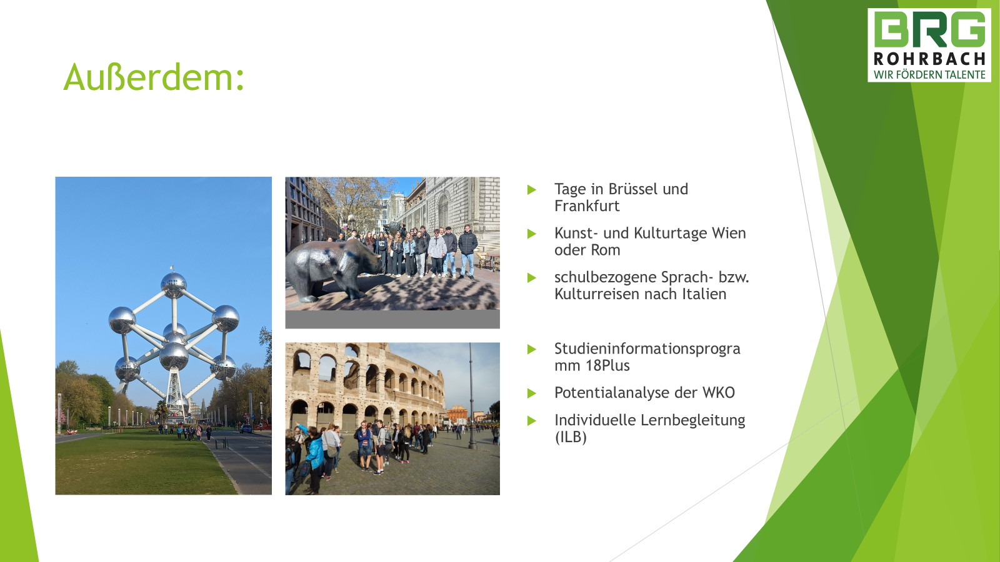 BRG
ROHRBACH
WIR FÖRDERN TALENTE
Außerdem:
Tage in Brüssel und
Frankfurt
Kunst- und Kulturtage Wien
oder Rom
schulbezogene Sprach- bzw.
Kulturreisen nach Italien
Studieninformationsprogra
mm 18Plus
Potentialanalyse der WKO
Individuelle Lernbegleitung
(ILB)